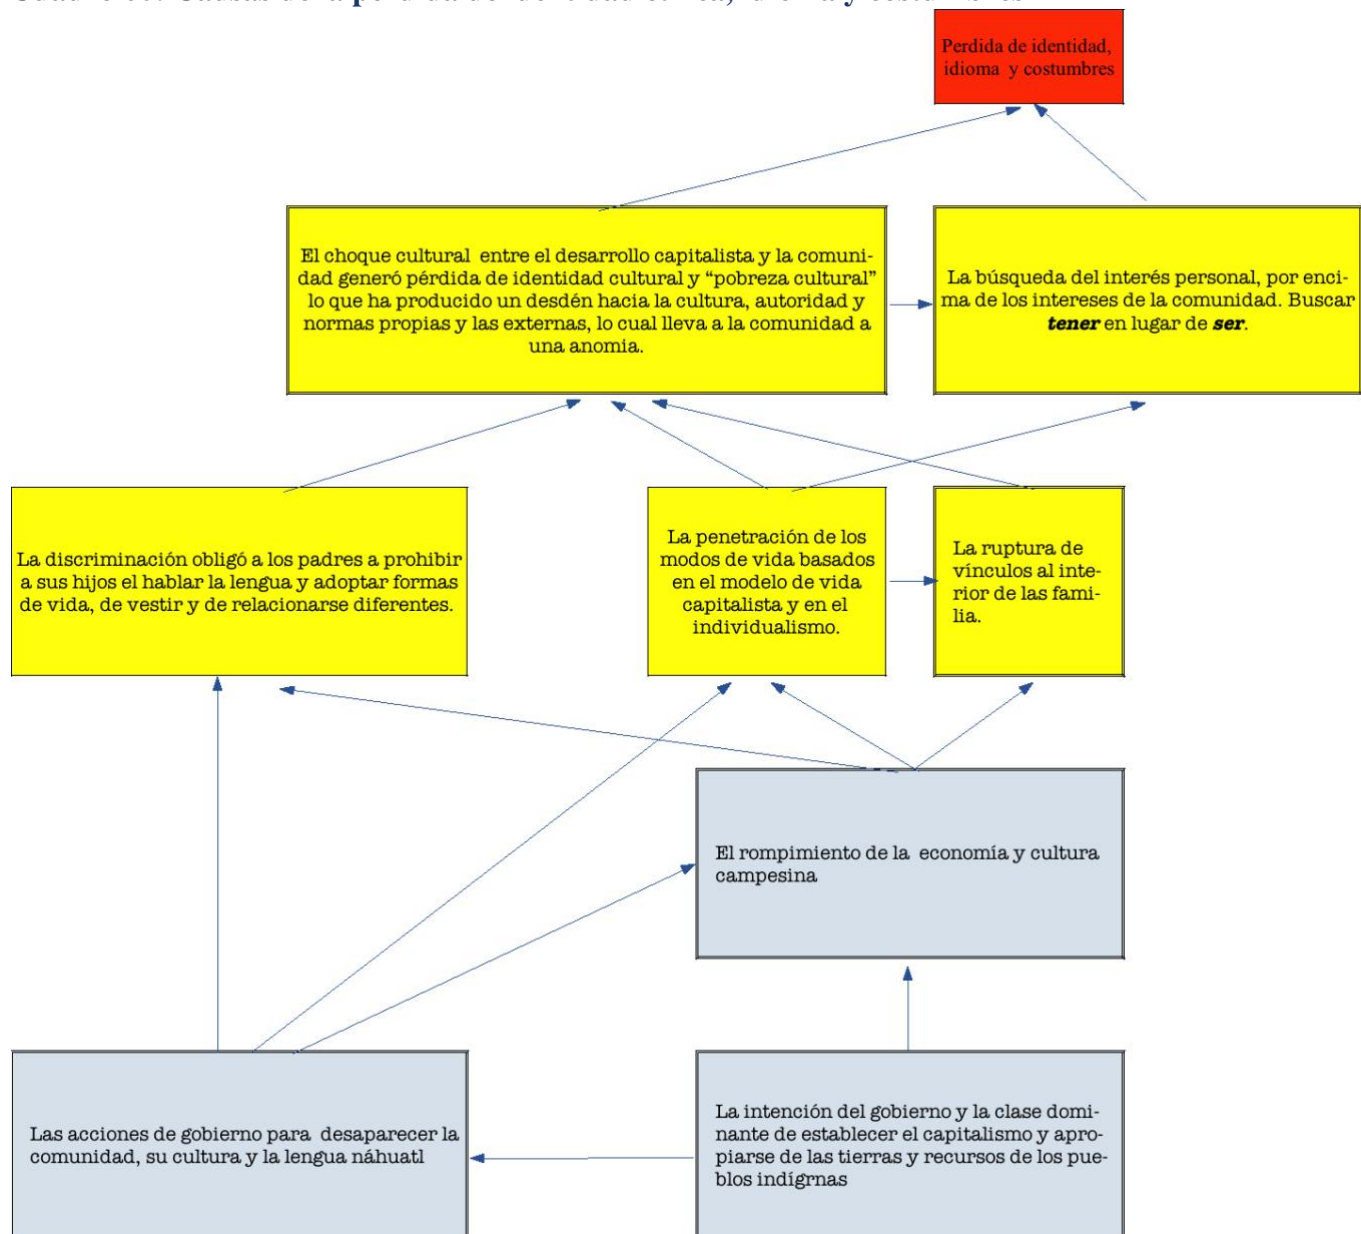 Perdida de identidad,
idioma y costumbres
El choque cultural entre el desarrollo capitalista y la comuni-
dad generó pérdida de identidad cultural y “pobreza cultural”
lo que ha producido un desdén hacia la cultura, autoridad y
normas propias y las externas, lo cual lleva a la comunidad a
una anomia.
La búsqueda del interés personal, por enci-
ma de los intereses de la comunidad. Buscar
tener en lugar de ser.
La discriminación obligó a los padres a prohibir
a sus hijos el hablar la lengua y adoptar formas
de vida, de vestir y de relacionarse diferentes.
La penetración de los
modos de vida basados
en el modelo de vida
capitalista y en el
individualismo.
La ruptura de
vínculos al inte-
rior de las fami-
lia.
El rompimiento de la economía y cultura
campesina
Las acciones de gobierno para desaparecer la
comunidad, su cultura y la lengua náhuatl
La intención del gobierno y la clase domi-
nante de establecer el capitalismo y apro-
piarse de las tierras y recursos de los pue-
blos indígrnas